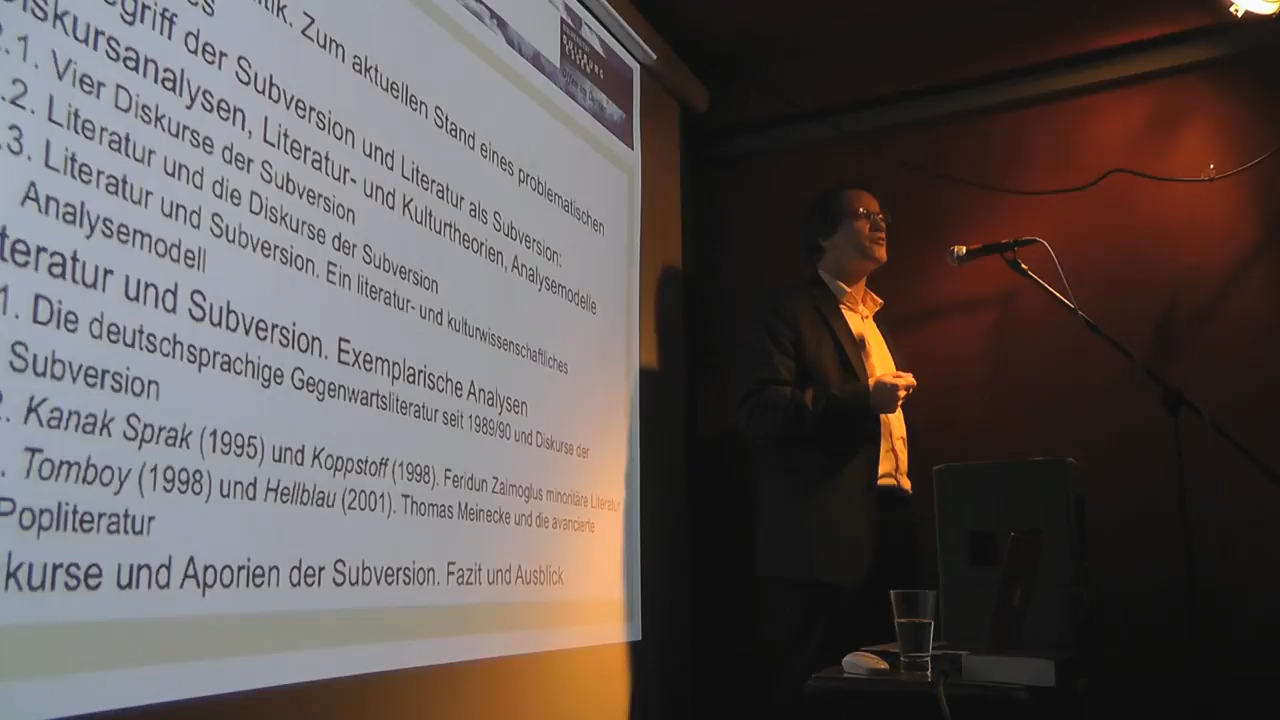 itik. Zum aktuellen Stand eines problematischen
egriff der Subversion und Literatur als Subversion:
iskursanalysen, Literatur- und Kulturtheorien, Analysemodelle
.1. Vier Diskurse der Subversion
.2. Literatur und die Diskurse der Subversion
.3. Literatur und Subversion. Ein literatur- und kulturwissenschaftliches
Analysemodell
teratur und Subversion. Exemplarische Analysen
1. Die deutschsprachige Gegenwartsliteratur seit 1989/90 und Diskurse der
Subversion
. Kanak Sprak (1995) und Koppstoff (1998). Feridun Zaimoglus minoritäre Literatur
. Tomboy (1998) und Hellblau (2001). Thomas Meinecke und die avancierte
Popliteratur
kurse und Aporien der Subversion. Fazit und Ausblick